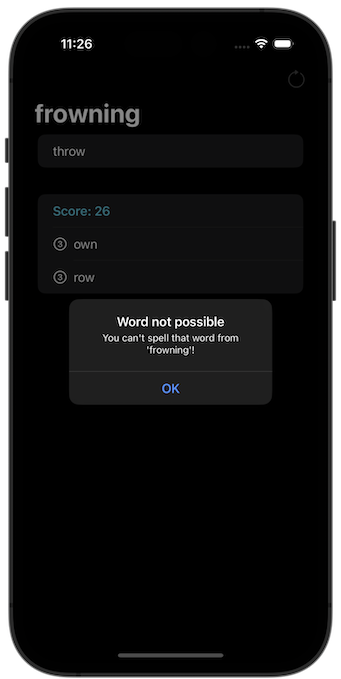 11:26
frowning
throw
Score: 26
3 own
3 row
Word not possible
You can't spell that word from
'frowning'!
OK